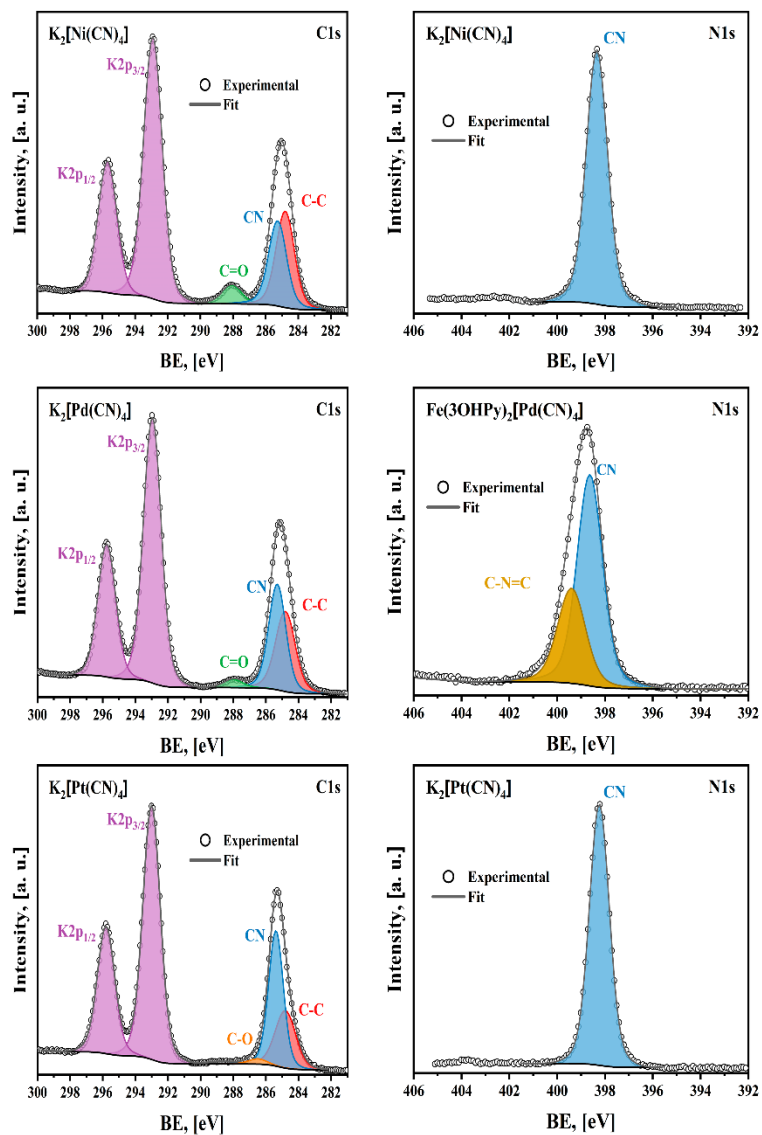 K₂[Ni(CN)₄] C1s
K2p₃/₂
K2p₁/₂
Experimental
Fit
C-C
CN
C=O
Intensity, [a. u.]
300 298 296 294 292 290 288 286 284 282
BE, [eV]
K₂[Ni(CN)₄] N1s
CN
Experimental
Fit
Intensity, [a. u.]
406 404 402 400 398 396 394 392
BE, [eV]
K₂[Pd(CN)₄] C1s
K2p₃/₂
K2p₁/₂
Experimental
Fit
CN
C-C
C=O
Intensity, [a. u.]
300 298 296 294 292 290 288 286 284 282
BE, [eV]
Fe(3OHPy)₂[Pd(CN)₄] N1s
CN
Experimental
Fit
C-N=C
Intensity, [a. u.]
406 404 402 400 398 396 394 392
BE, [eV]
K₂[Pt(CN)₄] C1s
K2p₃/₂
K2p₁/₂
Experimental
Fit
CN
C-C
C-O
Intensity, [a. u.]
300 298 296 294 292 290 288 286 284 282
BE, [eV]
K₂[Pt(CN)₄] N1s
CN
Experimental
Fit
Intensity, [a. u.]
406 404 402 400 398 396 394 392
BE, [eV]